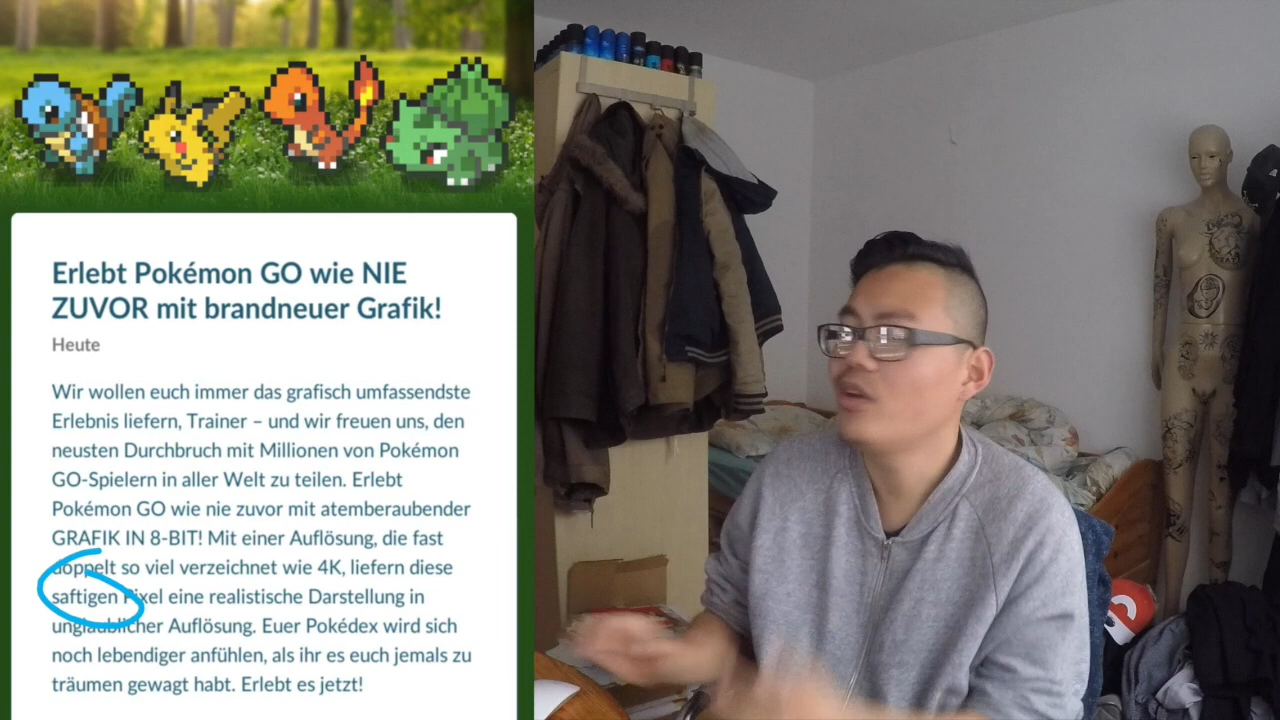 Erlebt Pokémon GO wie NIE
ZUVOR mit brandneuer Grafik!
Heute
Wir wollen euch immer das grafisch umfassendste
Erlebnis liefern, Trainer – und wir freuen uns, den
neusten Durchbruch mit Millionen von Pokémon
GO-Spielern in aller Welt zu teilen. Erlebt
Pokémon GO wie nie zuvor mit atemberaubender
GRAFIK IN 8-BIT! Mit einer Auflösung, die fast
doppelt so viel verzeichnet wie 4K, liefern diese
saftigen Pixel eine realistische Darstellung in
unglaublicher Auflösung. Euer Pokédex wird sich
noch lebendiger anfühlen, als ihr es euch jemals zu
träumen gewagt habt. Erlebt es jetzt!